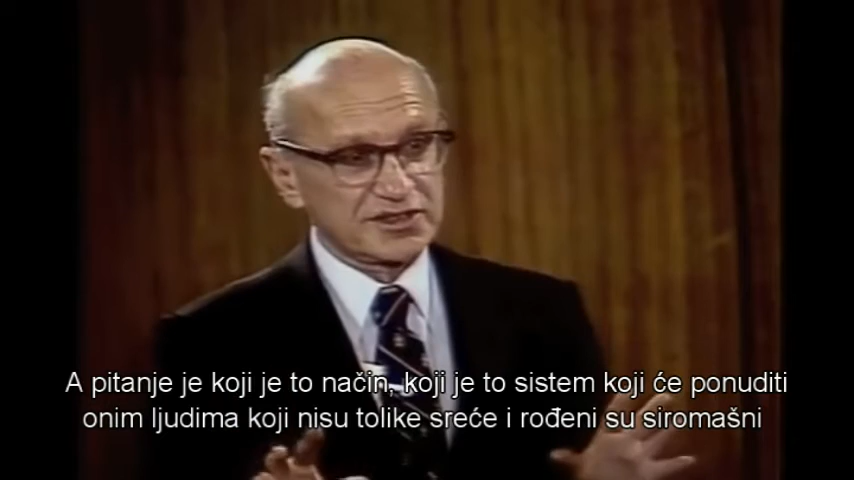 A pitanje je koji je to način, koji je to sistem koji će ponuditi
onim ljudima koji nisu tolike sreće i rođeni su siromašni